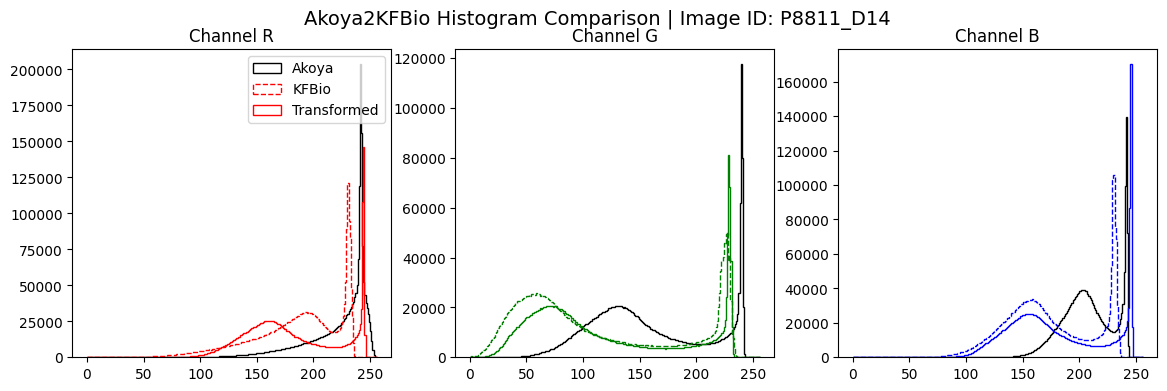 Akoya2KFBio Histogram Comparison | Image ID: P8811_D14
Channel R
Akoya
KFBio
Transformed
200000
175000
150000
125000
100000
75000
50000
25000
0
0 50 100 150 200 250
Channel G
120000
100000
80000
60000
40000
20000
0
0 50 100 150 200 250
Channel B
160000
140000
120000
100000
80000
60000
40000
20000
0
0 50 100 150 200 250